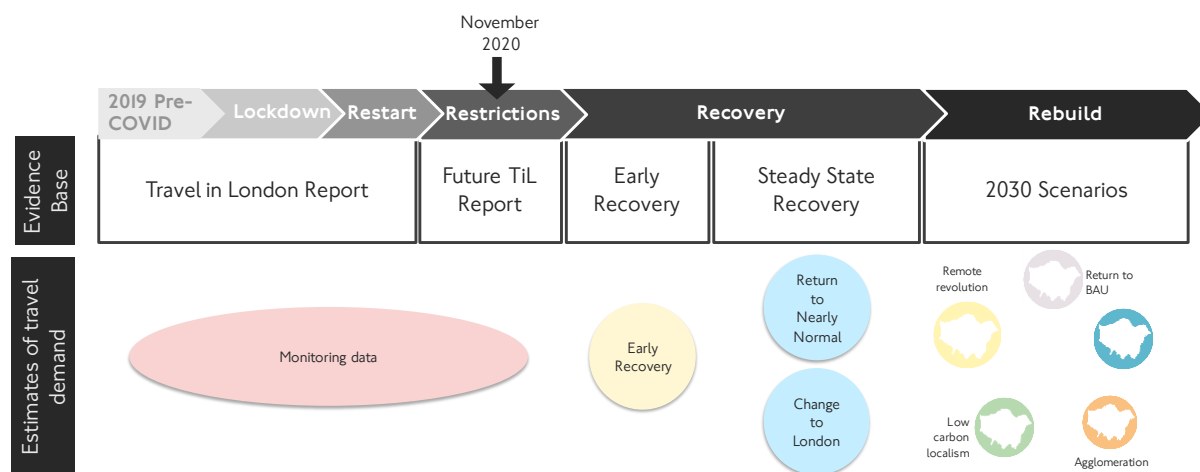 November
2020
2019 Pre-
COVID
Lockdown
Restart
Restrictions
Recovery
Rebuild
Evidence
Base
Travel in London Report
Future TiL
Report
Early
Recovery
Steady State
Recovery
2030 Scenarios
Estimates of travel
demand
Monitoring data
Early
Recovery
Return
to
Nearly
Normal
Change
to
London
Remote
revolution
Return to
BAU
Low
carbon
localism
Agglomeration